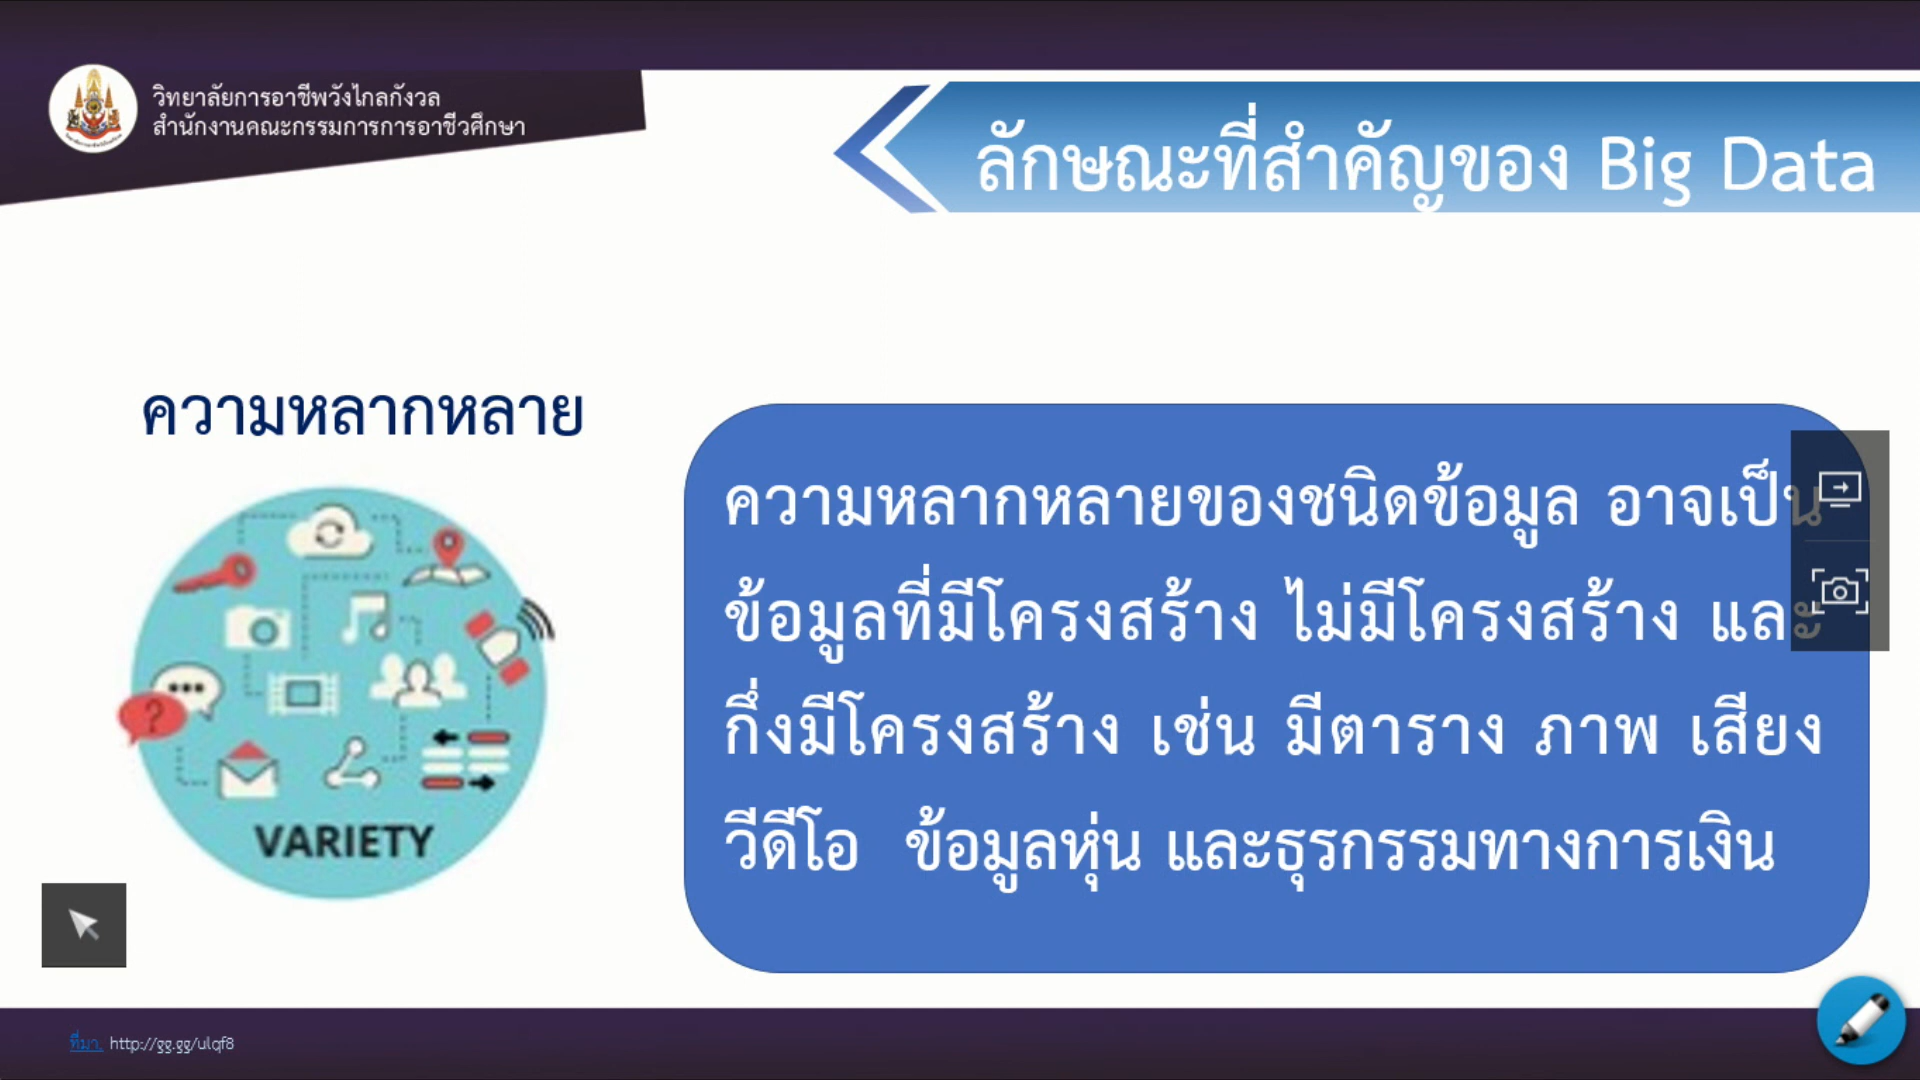 วิทยาลัยการอาชีพวังไกลกังวล
สำนักงานคณะกรรมการการอาชีวศึกษา
ลักษณะที่สำคัญของ Big Data
ความหลากหลาย
VARIETY
ความหลากหลายของชนิดข้อมูล อาจเป็น
ข้อมูลที่มีโครงสร้าง ไม่มีโครงสร้าง และ
กึ่งมีโครงสร้าง เช่น มีตาราง ภาพ เสียง
วีดีโอ ข้อมูลหุ่น และธุรกรรมทางการเงิน
ที่มา. http://gg.gg/ulqf8